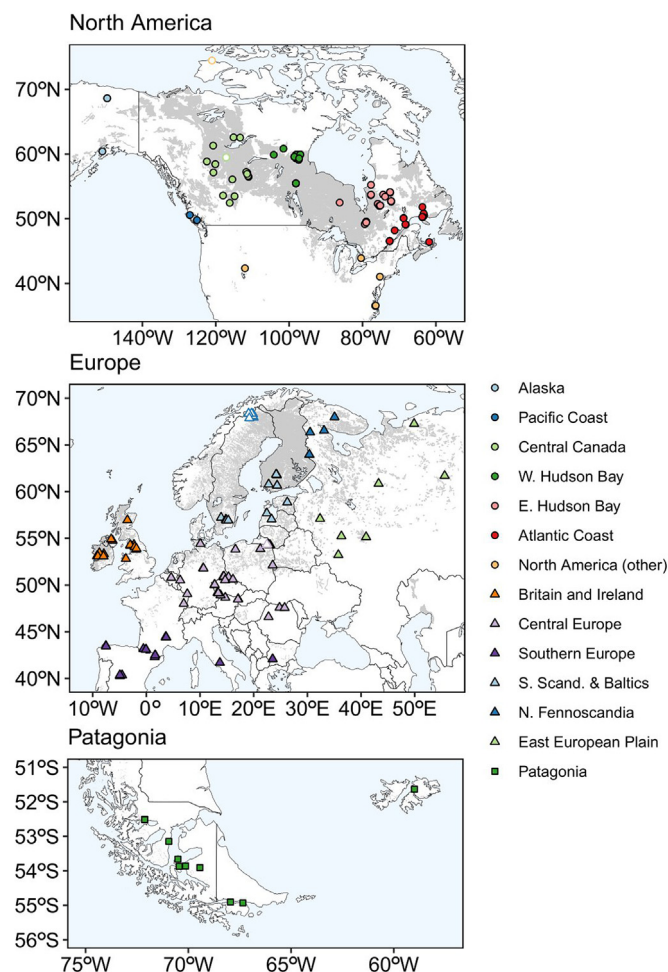 North America
70°N
60°N
50°N
40°N
140°W 120°W 100°W 80°W 60°W
Europe
70°N
65°N
60°N
55°N
50°N
45°N
40°N
10°W 0° 10°E 20°E 30°E 40°E 50°E
Alaska
Pacific Coast
Central Canada
W. Hudson Bay
E. Hudson Bay
Atlantic Coast
North America (other)
Britain and Ireland
Central Europe
Southern Europe
S. Scand. & Baltics
N. Fennoscandia
East European Plain
Patagonia
Patagonia
51°S
52°S
53°S
54°S
55°S
56°S
75°W 70°W 65°W 60°W